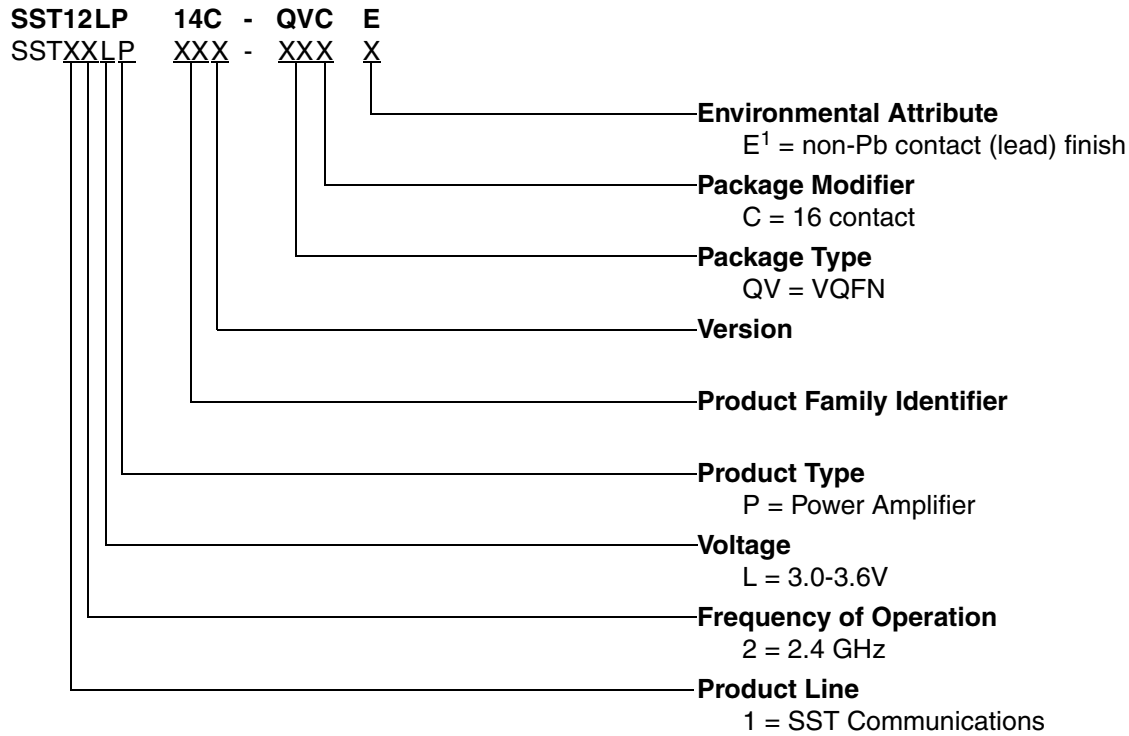 SST12LP 14C - QVC E
SSTXXLP XXX - XXX X
Environmental Attribute
E1 = non-Pb contact (lead) finish
Package Modifier
C = 16 contact
Package Type
QV = VQFN
Version
Product Family Identifier
Product Type
P = Power Amplifier
Voltage
L = 3.0-3.6V
Frequency of Operation
2 = 2.4 GHz
Product Line
1 = SST Communications